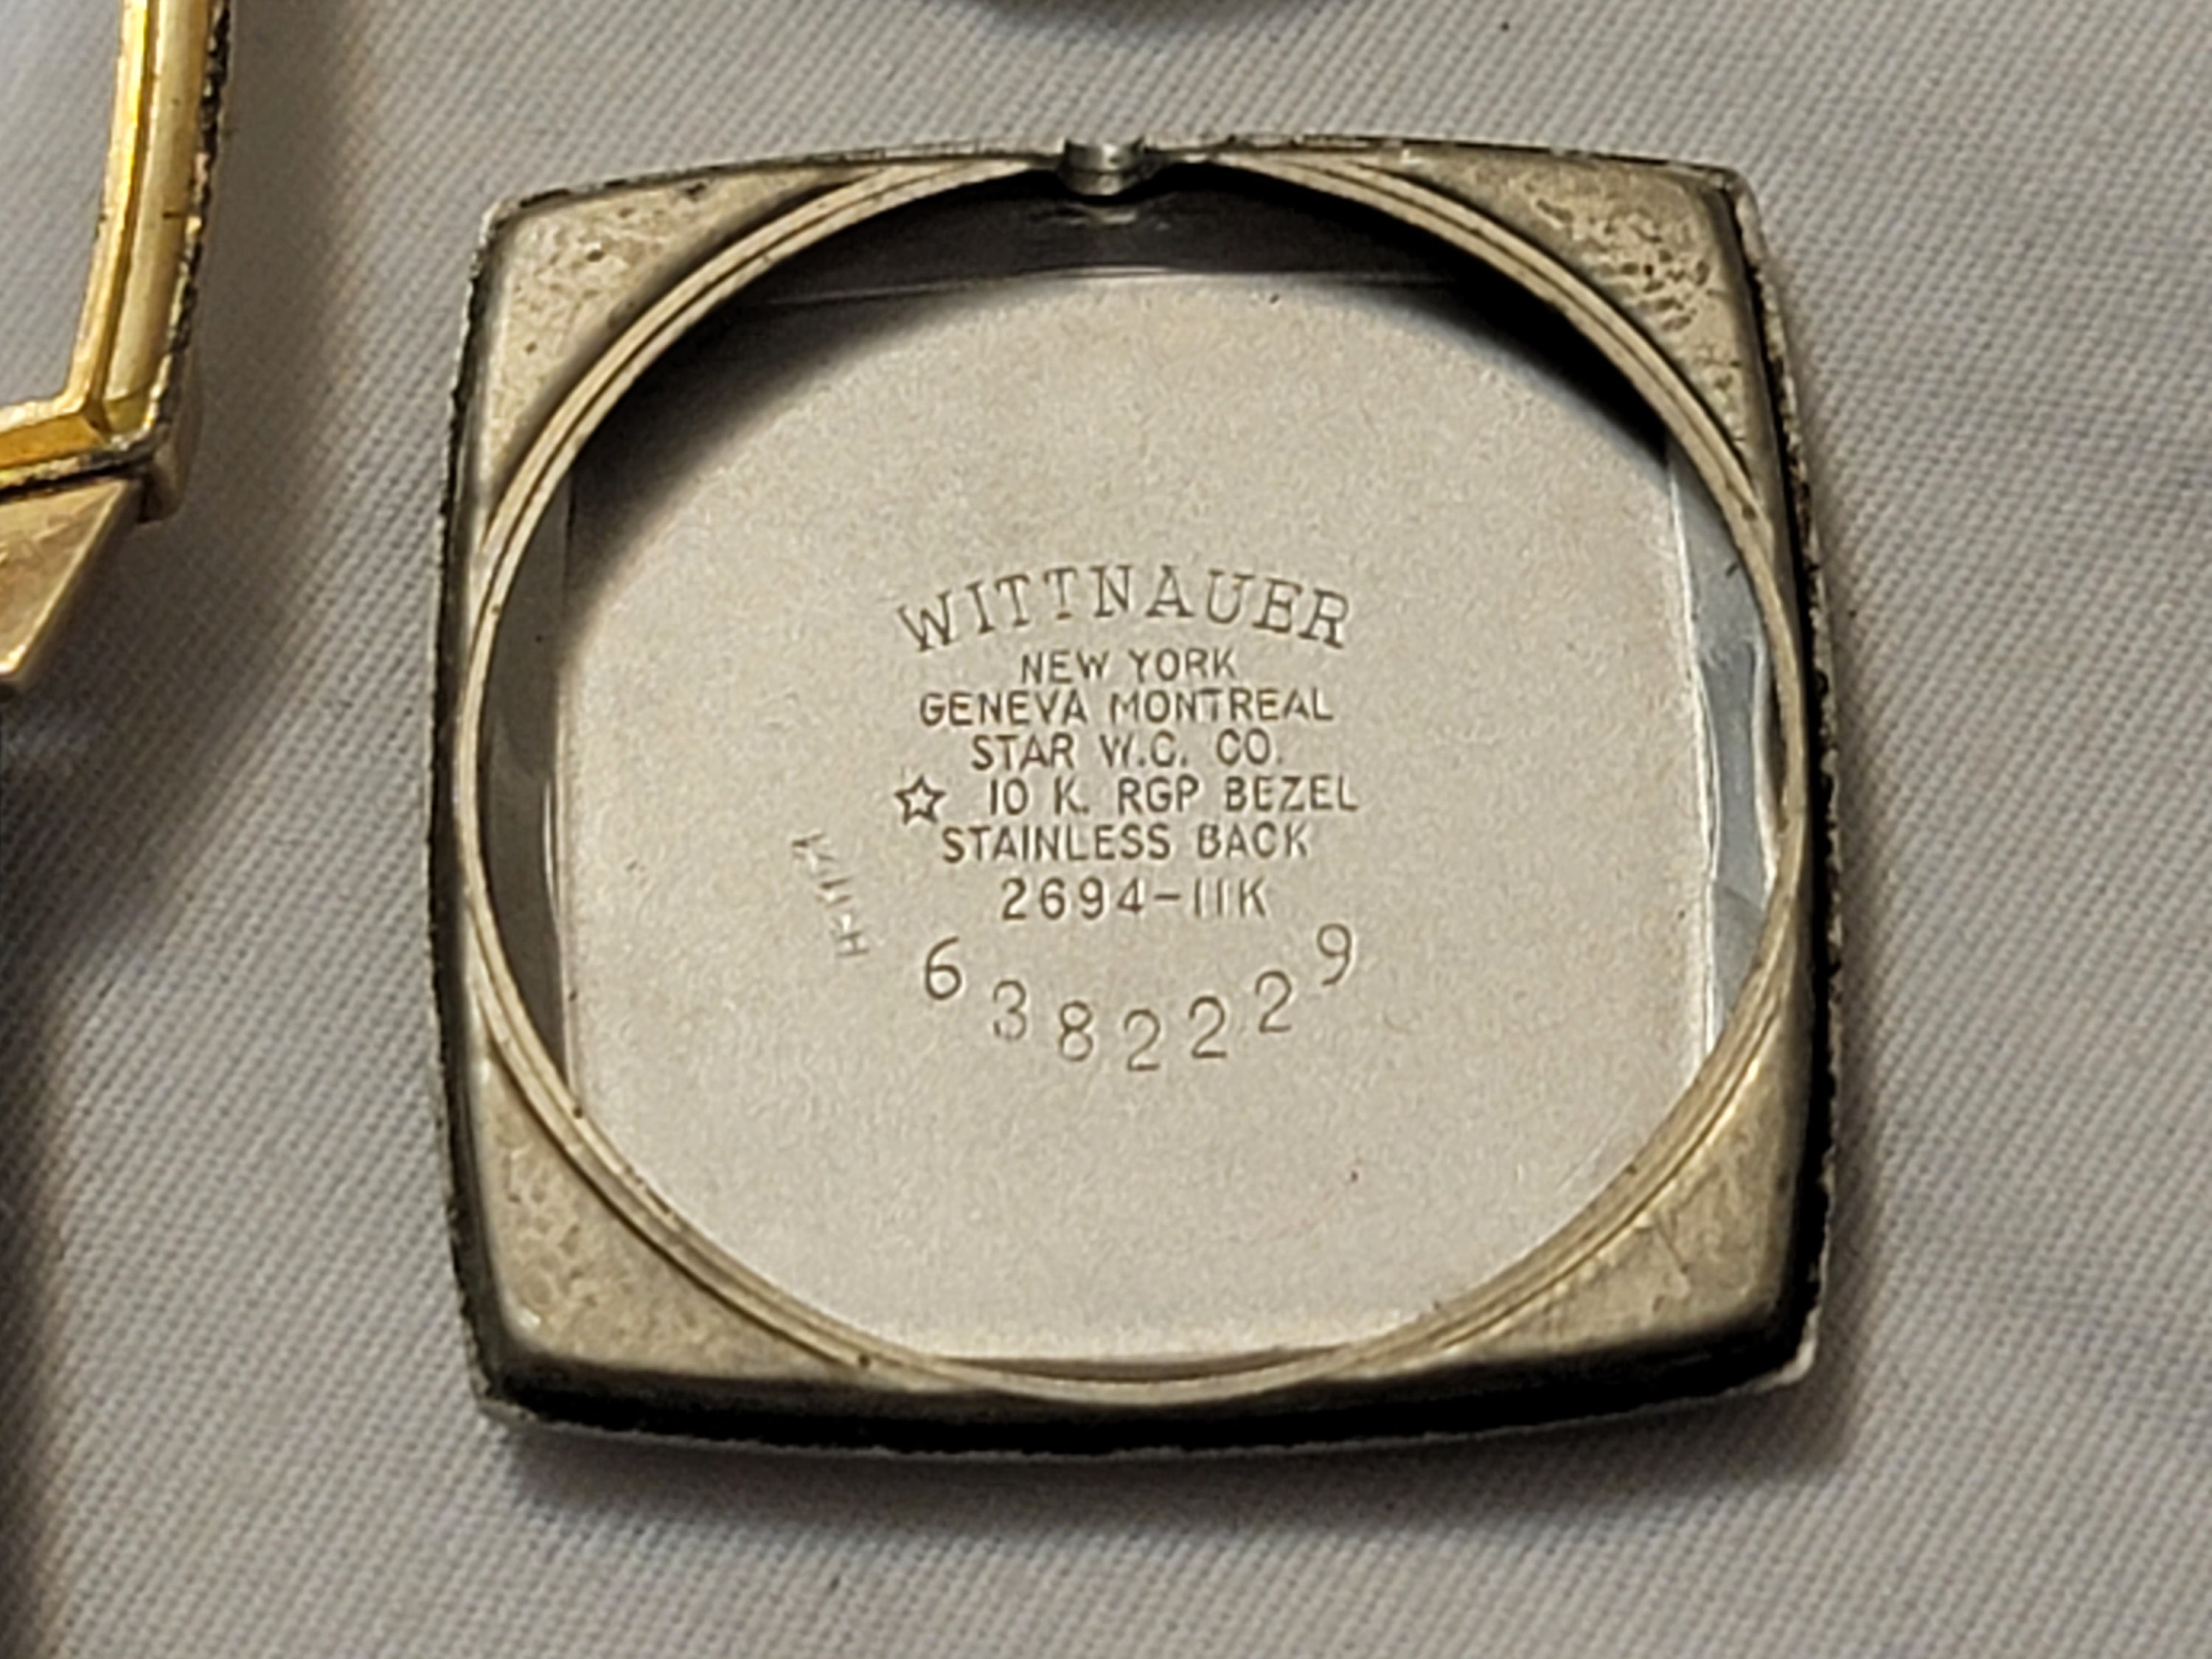 WITTNAUER
NEW YORK
GENEVA MONTREAL
STAR W.C. CO.
☆ 10 K. RGP BEZEL
STAINLESS BACK
2694-11K
6382229